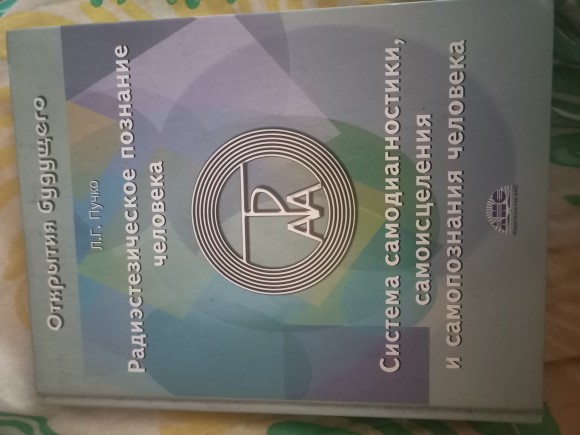 Открытия будущего
Л.Г. Пучко
Радиэстезическое познание
человека
Система самодиагностики,
самоисцеления
и самопознания человека